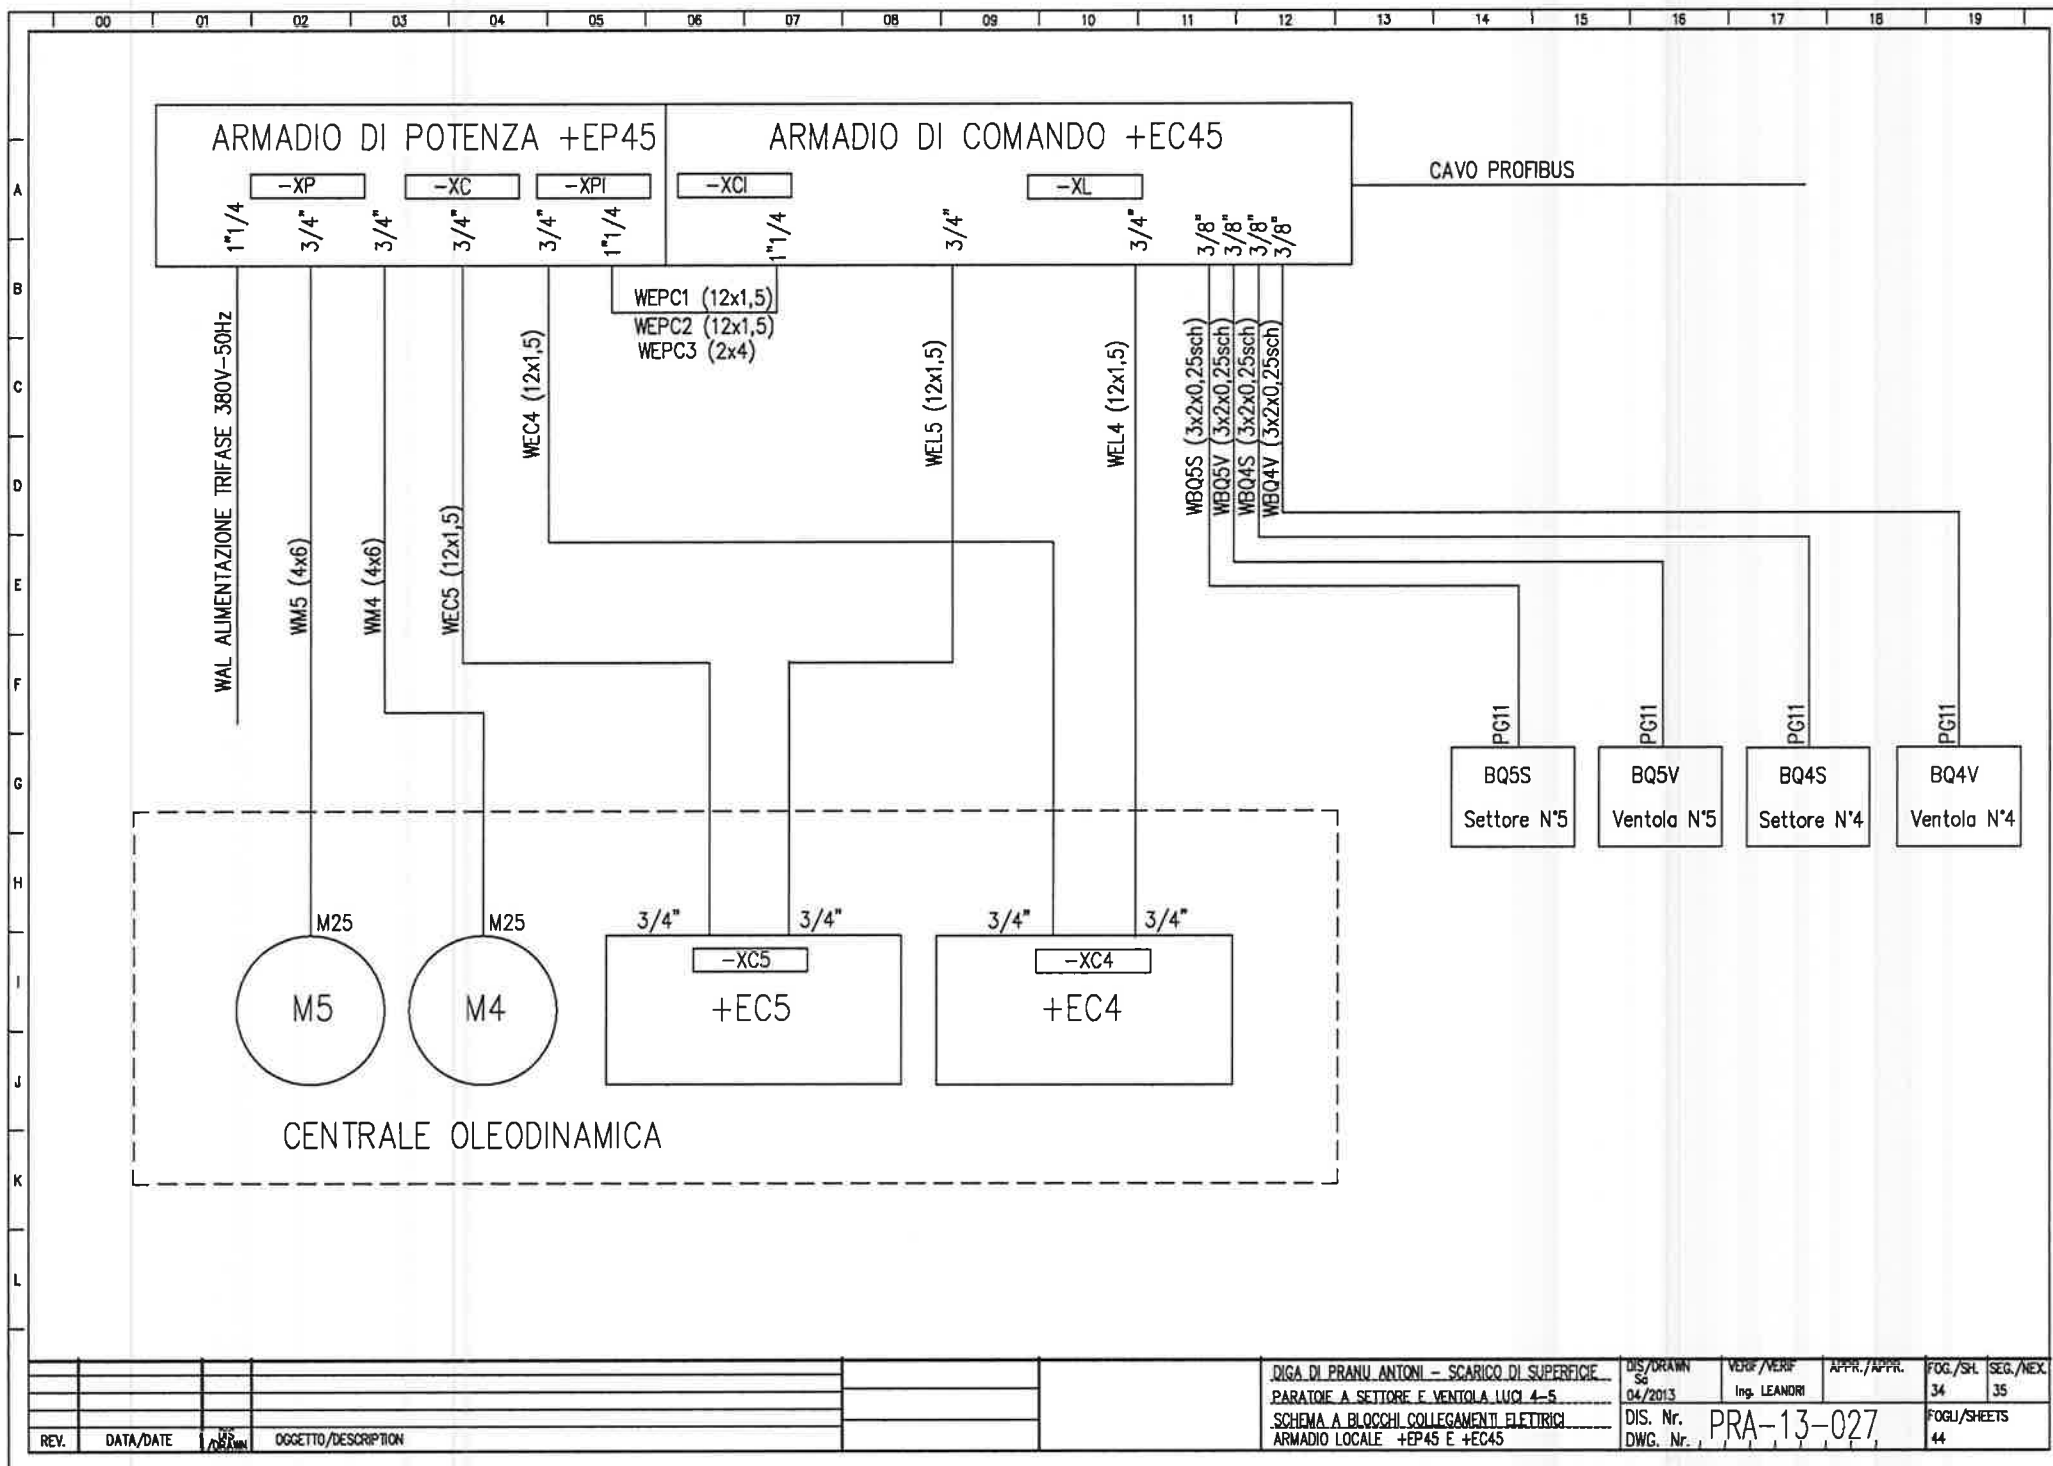 00 01 02 03 04 05 06 07 08 09 10 11 12 13 14 15 16 17 18 19
A
B
C
D
E
F
G
H
I
J
K
L
ARMADIO DI POTENZA +EP45
ARMADIO DI COMANDO +EC45
-XP
-XC
-XPI
-XCI
-XL
CAVO PROFIBUS
1"1/4
3/4"
3/4"
3/4"
3/4"
1"1/4
1"1/4
3/4"
3/4"
3/8"
3/8"
3/8"
3/8"
WEPC1 (12x1,5)
WEPC2 (12x1,5)
WEPC3 (2x4)
WAL ALIMENTAZIONE TRIFASE 380V-50Hz
WM5 (4x6)
WM4 (4x6)
WEC5 (12x1,5)
WEC4 (12x1,5)
WEL5 (12x1,5)
WEL4 (12x1,5)
WBQ5S (3x2x0,25sch)
WBQ5V (3x2x0,25sch)
WBQ4S (3x2x0,25sch)
WBQ4V (3x2x0,25sch)
PG11
PG11
PG11
PG11
BQ5S
Settore N°5
BQ5V
Ventola N°5
BQ4S
Settore N°4
BQ4V
Ventola N°4
M25
M25
3/4"
3/4"
3/4"
3/4"
-XC5
-XC4
M5
M4
+EC5
+EC4
CENTRALE OLEODINAMICA
REV.
DATA/DATE
DIS /DRAWN
OGGETTO/DESCRIPTION
DIGA DI PRANU ANTONI - SCARICO DI SUPERFICIE
PARATOIE A SETTORE E VENTOLA LUCI 4-5
SCHEMA A BLOCCHI COLLEGAMENTI ELETTRICI
ARMADIO LOCALE +EP45 E +EC45
DIS/DRAWN
Sa
04/2013
VERIF/VERIF
Ing. LEANDRI
APPR./APPR.
FOG./SH.
34
SEG./NEX.
35
DIS. Nr.
DWG. Nr.
PRA-13-027
FOGLI/SHEETS
44